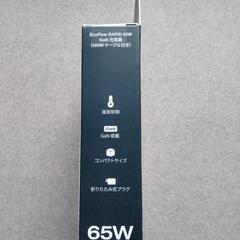 EcoFlow RAPID 65W
GaN 充電器
(100W ケーブル付き)
温度制御
GaN
GaN 搭載
コンパクトサイズ
折りたたみ式プラグ
65W